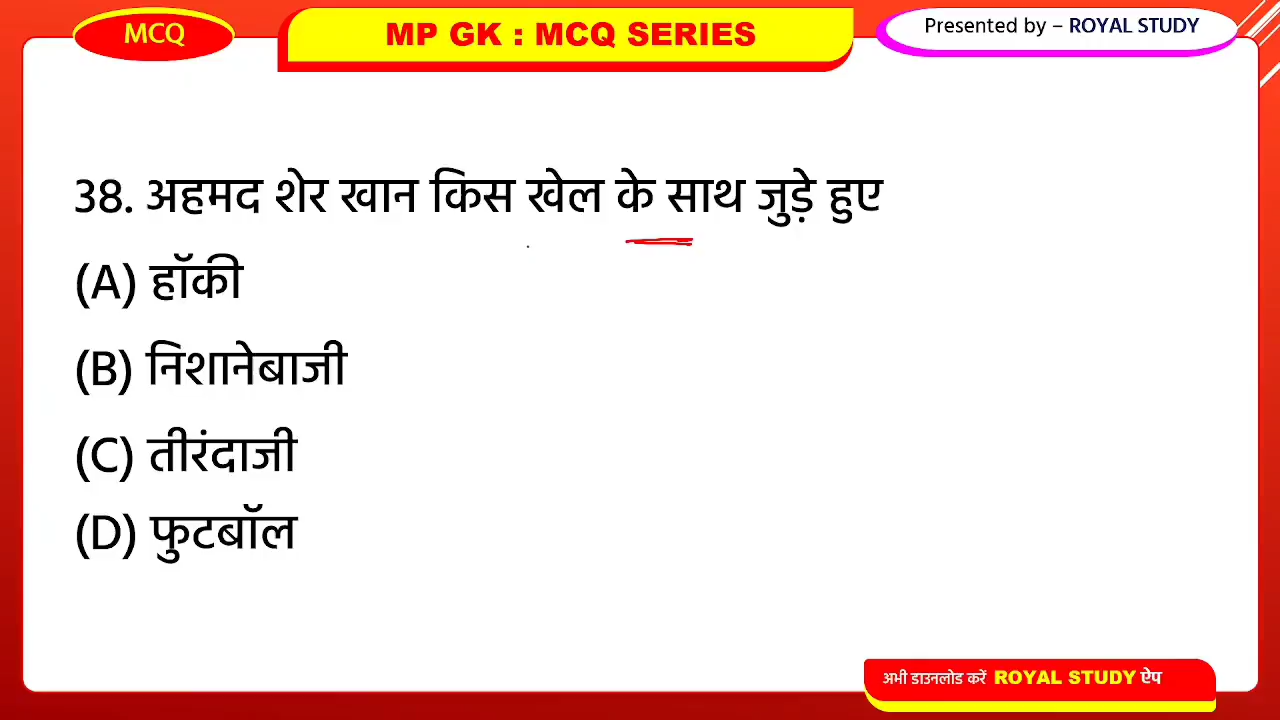 MCQ
MP GK : MCQ SERIES
Presented by – ROYAL STUDY
38. अहमद शेर खान किस खेल के साथ जुड़े हुए
(A) हॉकी
(B) निशानेबाजी
(C) तीरंदाजी
(D) फुटबॉल
अभी डाउनलोड करें ROYAL STUDY ऐप